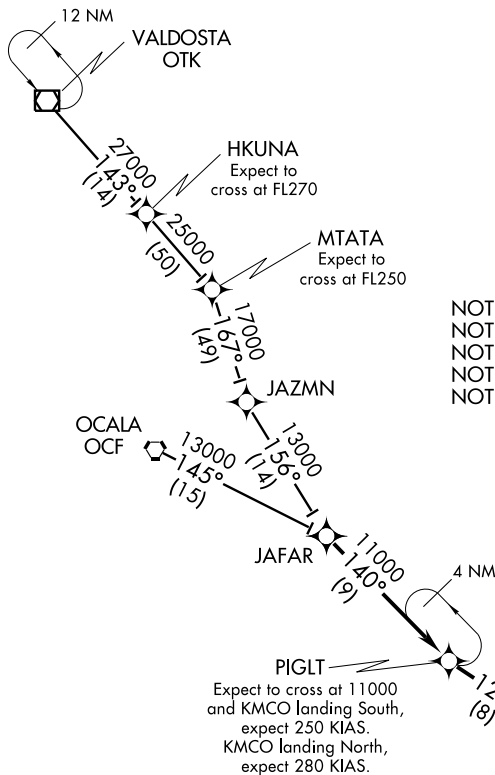 12 NM
VALDOSTA
OTK
27000
143°
(14)
HKUNA
Expect to
cross at FL270
25000
(50)
MTATA
Expect to
cross at FL250
17000
167°
(49)
NOT
NOT
NOT
NOT
NOT
JAZMN
OCALA
OCF
13000
145°
(15)
13000
156°
(14)
JAFAR
11000
140°
(9)
4 NM
PIGLT
Expect to cross at 11000
and KMCO landing South,
expect 250 KIAS.
KMCO landing North,
expect 280 KIAS.
12
(8)